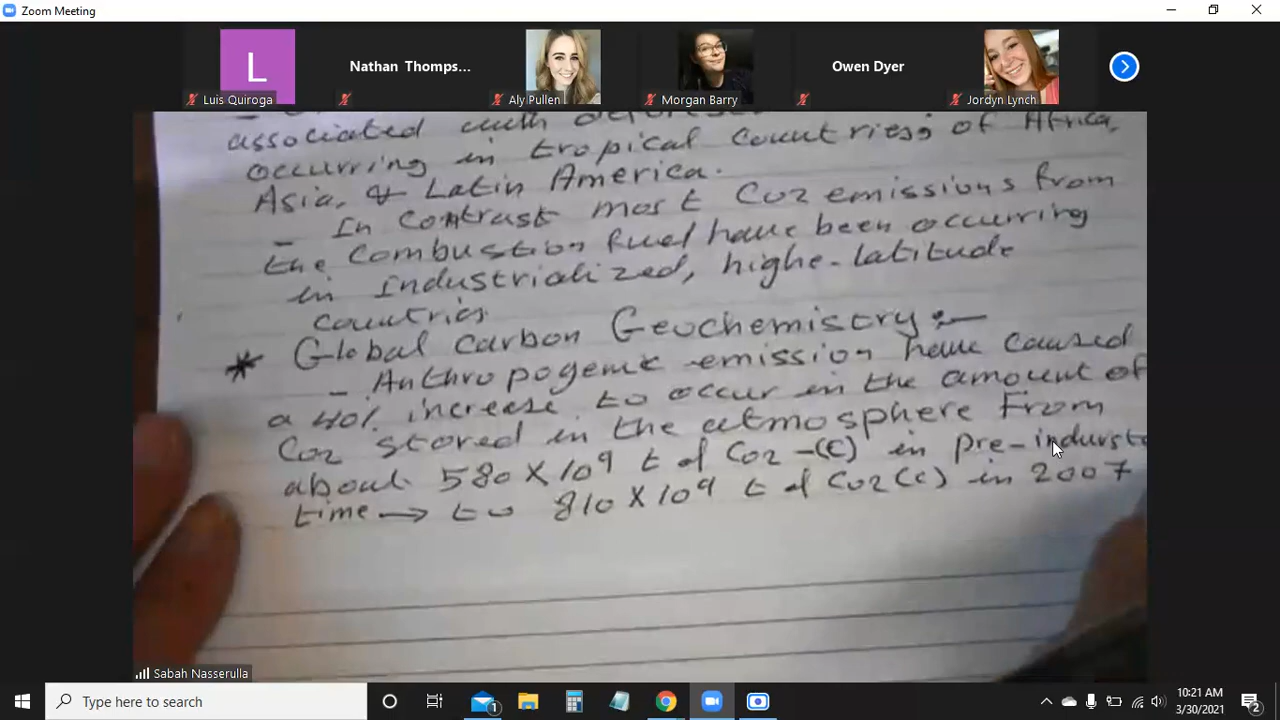 Zoom Meeting
L
Nathan Thomps...
Owen Dyer
Luis Quiroga
Aly Pullen
Morgan Barry
Jordyn Lynch
associated with
occurring in tropical countries of Africa,
Asia, & Latin America.
- In contrast most CO2 emissions from
the combustion fuel have been occurring
in Industrialized, highe-latitude
countries
* Global carbon Geochemistry :-
- Anthropogenic emission have caused
a 40% increase to occur in the amount of
CO2 stored in the atmosphere From
about 580 X 10⁹ t of CO2-(C) in pre-indurst
time → to 810 X 10⁹ t of CO2(C) in 2007
Sabah Nasserulla
Type here to search
1
10:21 AM
3/30/2021
2